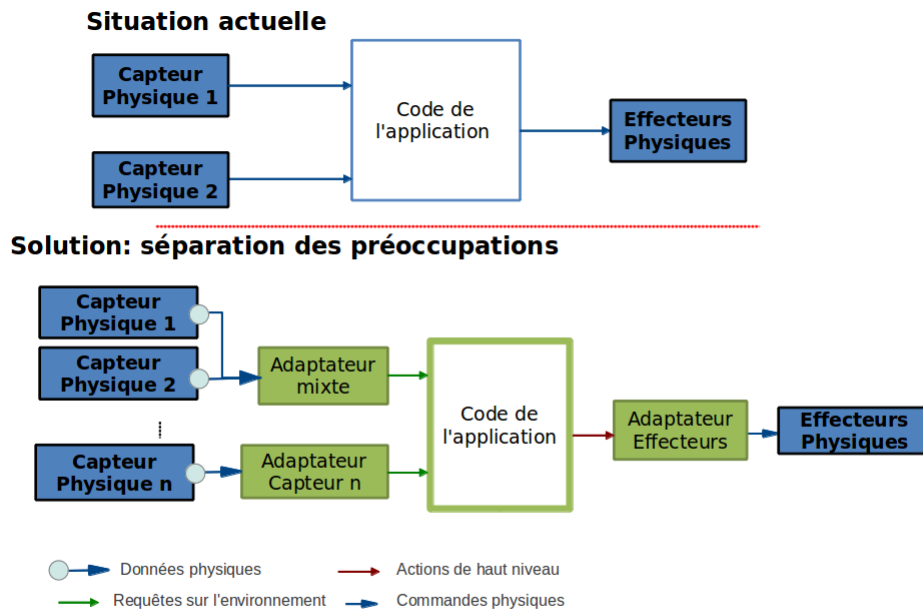 Situation actuelle
Capteur
Physique 1
Capteur
Physique 2
Code de
l'application
Effecteurs
Physiques
Solution: séparation des préoccupations
Capteur
Physique 1
Capteur
Physique 2
Capteur
Physique n
Adaptateur
mixte
Adaptateur
Capteur n
Code de
l'application
Adaptateur
Effecteurs
Effecteurs
Physiques
Données physiques
Actions de haut niveau
Requêtes sur l'environnement
Commandes physiques